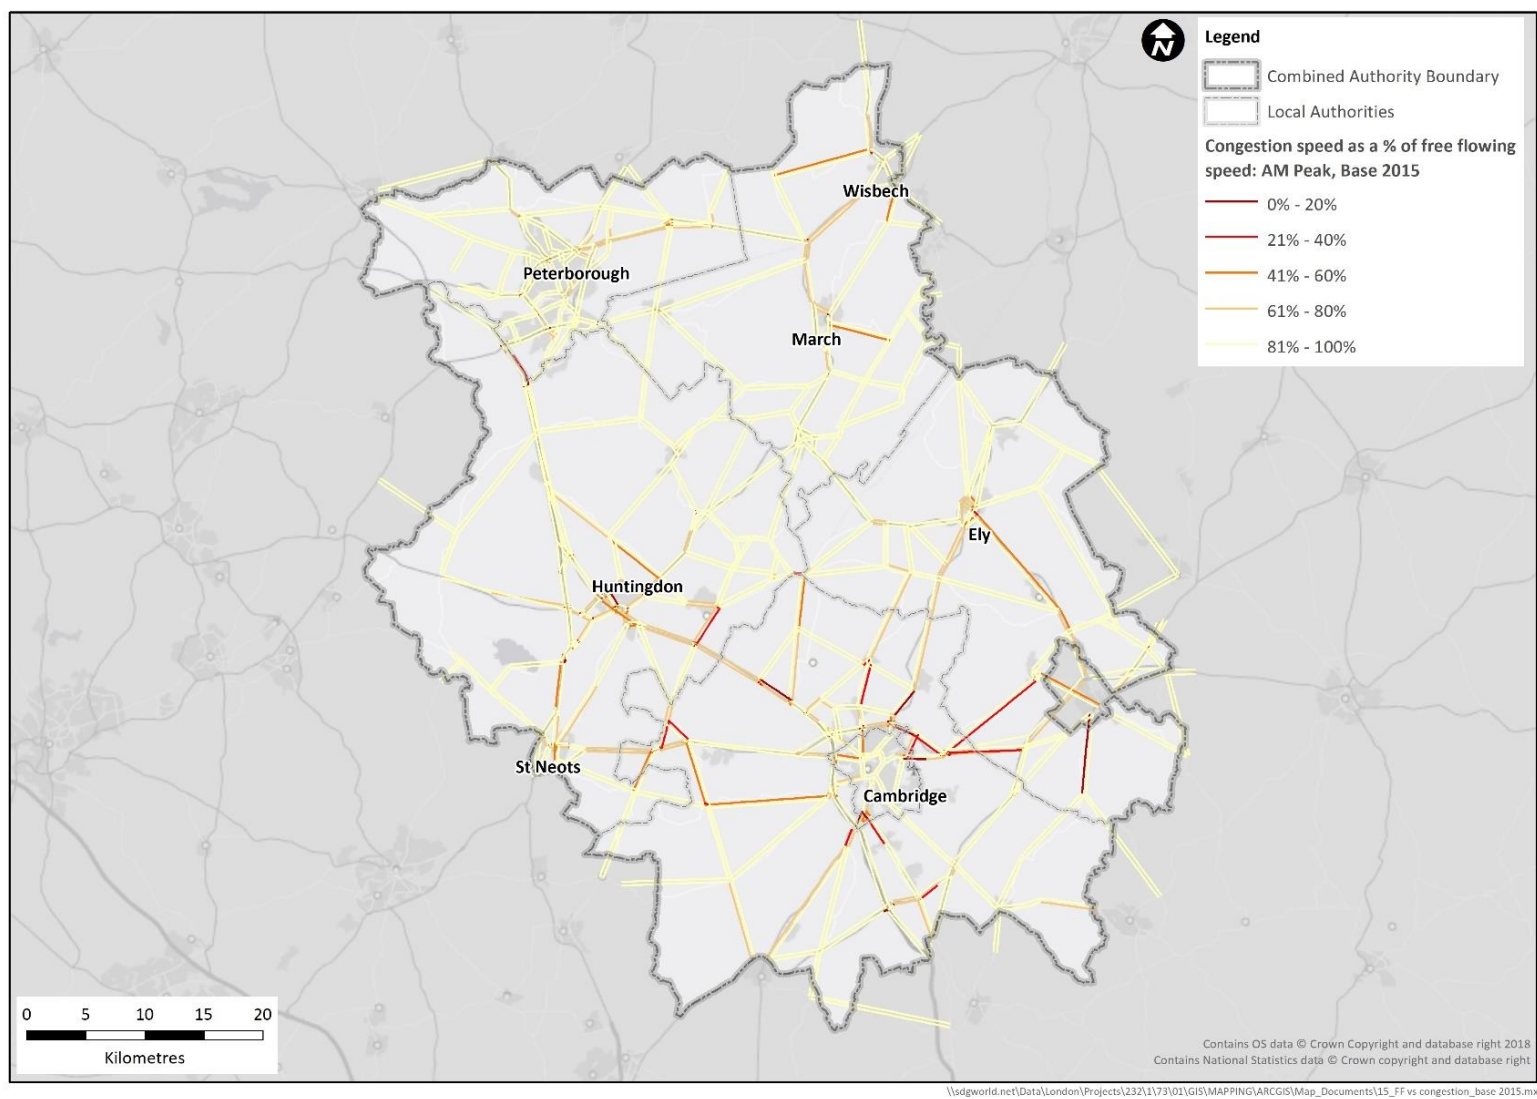 N
Legend
Combined Authority Boundary
Local Authorities
Congestion speed as a % of free flowing
speed: AM Peak, Base 2015
0% - 20%
21% - 40%
41% - 60%
61% - 80%
81% - 100%
Wisbech
Peterborough
March
Ely
Huntingdon
St Neots
Cambridge
0 5 10 15 20
Kilometres
Contains OS data © Crown Copyright and database right 2018
Contains National Statistics data © Crown copyright and database right
\\sdgworld.net\Data\London\Projects\232\1\73\01\GIS\MAPPING\ARCGIS\Map_Documents\15_FF vs congestion_base 2015.mx